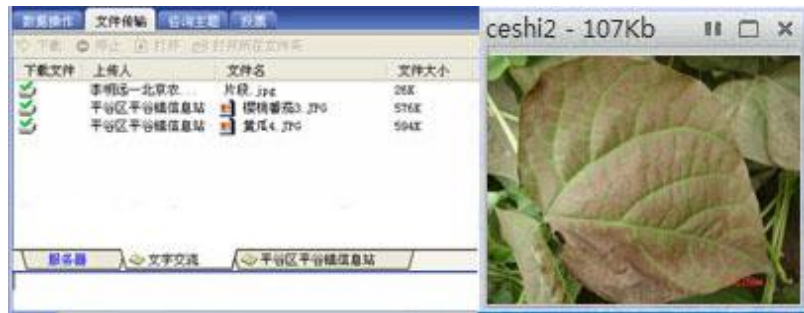 数据操作 文件传输 咨询主题 投票
下载 停止 打开 打开所在文件夹
下载文件 上传人 文件名 文件大小
李明远—北京农... 片段.jpg 26K
平谷区平谷镇信息站 樱桃番茄3.JPG 576K
平谷区平谷镇信息站 黄瓜4.JPG 594K
服务器 文字交流 平谷区平谷镇信息站
ceshi2 - 107Kb